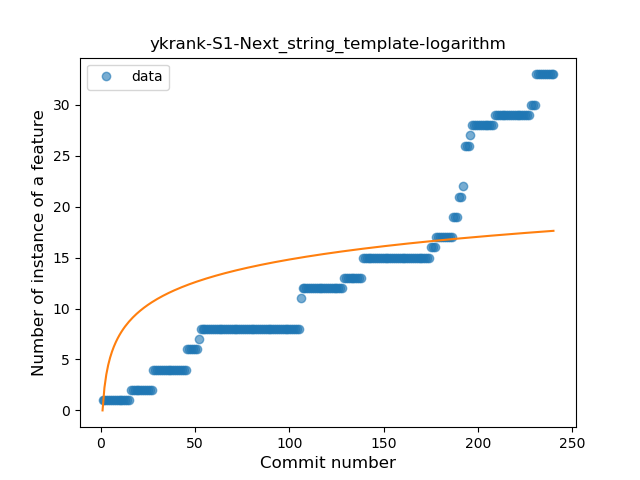 ykrank-S1-Next_string_template-logarithm
data
Number of instance of a feature
30
25
20
15
10
5
0
0 50 100 150 200 250
Commit number